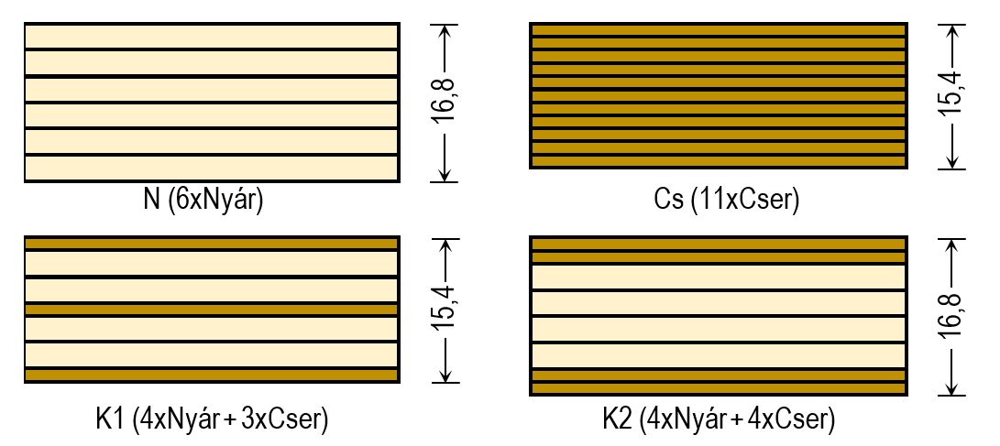 16,8
15,4
N (6xNyár)
Cs (11xCser)
15,4
16,8
K1 (4xNyár+3xCser)
K2 (4xNyár+4xCser)